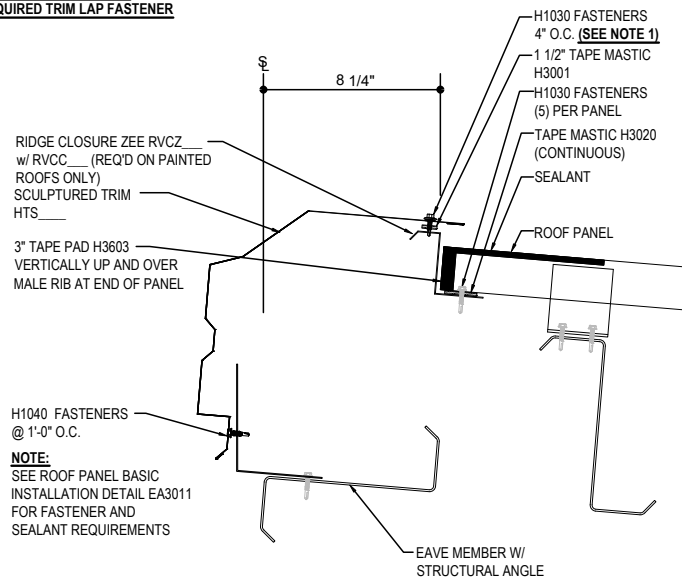 QUIRED TRIM LAP FASTENER
H1030 FASTENERS
4" O.C. (SEE NOTE 1)
1 1/2" TAPE MASTIC
H3001
H1030 FASTENERS
(5) PER PANEL
TAPE MASTIC H3020
(CONTINUOUS)
SEALANT
ROOF PANEL
8 1/4"
RIDGE CLOSURE ZEE RVCZ___
w/ RVCC___ (REQ'D ON PAINTED
ROOFS ONLY)
SCULPTURED TRIM
HTS____
3" TAPE PAD H3603
VERTICALLY UP AND OVER
MALE RIB AT END OF PANEL
H1040 FASTENERS
@ 1'-0" O.C.
NOTE:
SEE ROOF PANEL BASIC
INSTALLATION DETAIL EA3011
FOR FASTENER AND
SEALANT REQUIREMENTS
EAVE MEMBER W/
STRUCTURAL ANGLE